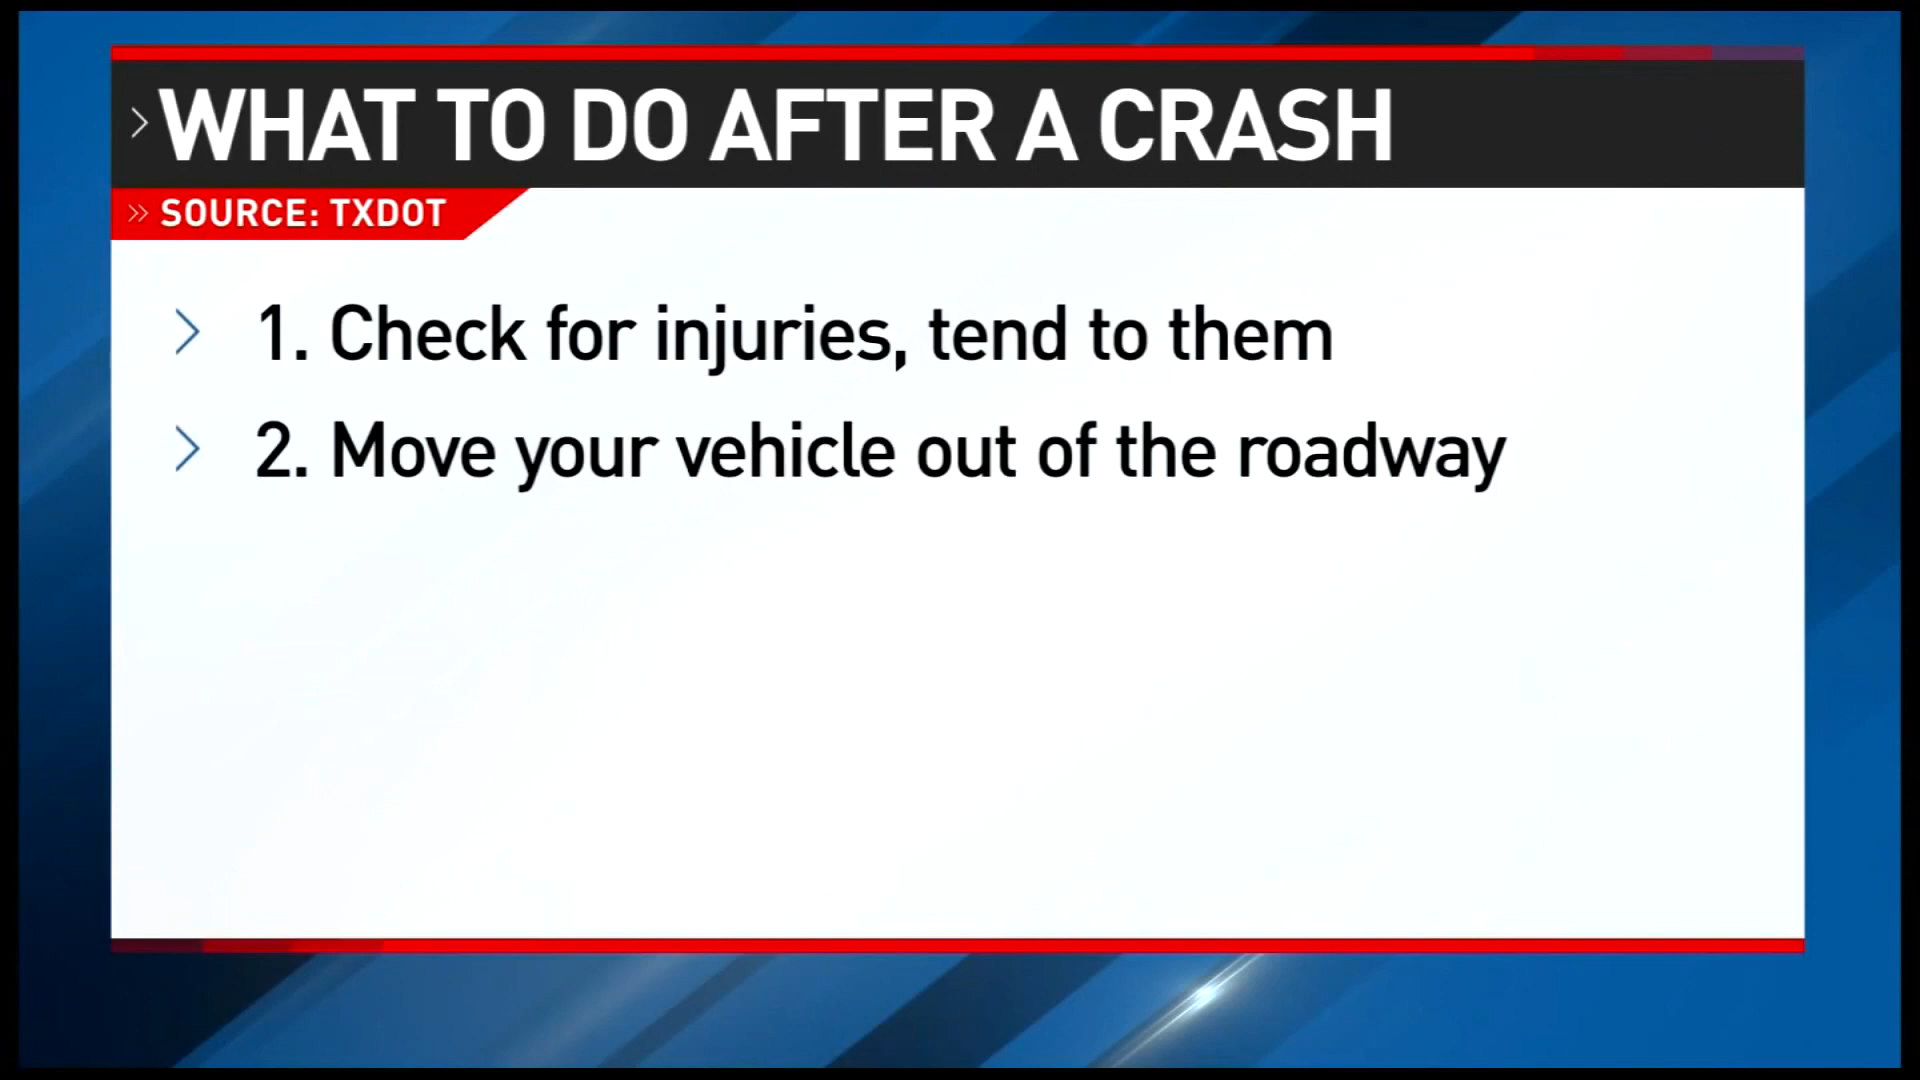 WHAT TO DO AFTER A CRASH
SOURCE: TXDOT
1. Check for injuries, tend to them
2. Move your vehicle out of the roadway